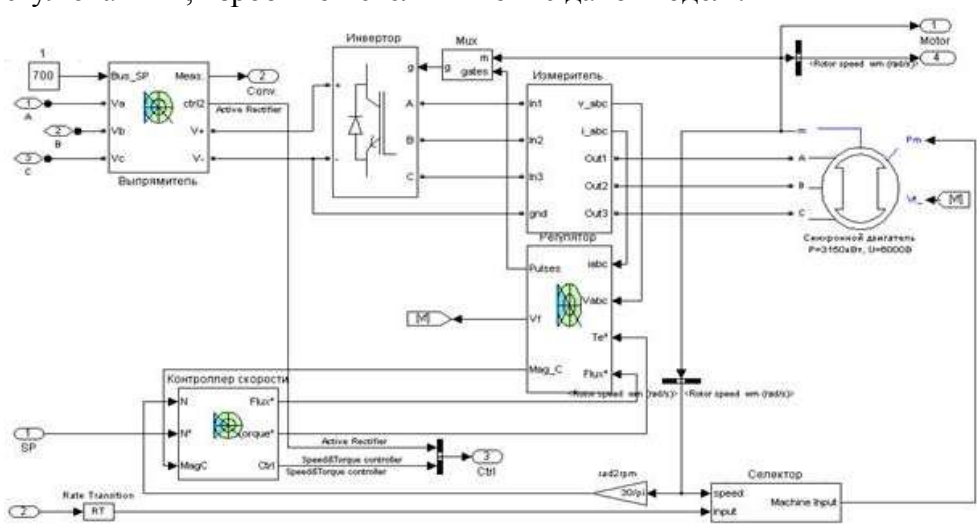 Инвертор
Mux
1
700
Bus_SP
Meas.
2
Conv.
ctrl2
Active Rectifier
1
A
Va
2
B
Vb
V+
3
C
Vc
V-
Выпрямитель
+
-
g
A
B
C
g
m
gates
Измеритель
In1
v_abc
i_abc
In2
Out1
In3
Out2
gnd
Out3
1
Motor
<Rotor speed wm (rad/s)>
4
m
A
B
C
Pm
Vf_
[M]
Синхронной двигатель
P=3150кВт, U=6000В
Регулятор
Pulses
Iabc
Vabc
[M]
Vf
Te*
Mag_C
Flux*
<Rotor speed wm (rad/s)>
<Rotor speed wm (rad/s)>
Контроллер скорости
N
Flux*
1
SP
N*
orque*
MagC
Ctrl
Active Rectifier
Speed&Torque controller
Speed&Torque controller
3
Ctrl
rad2rpm
30/pi
Селектор
speed
Machine Input
input
2
Rate Transition
RT